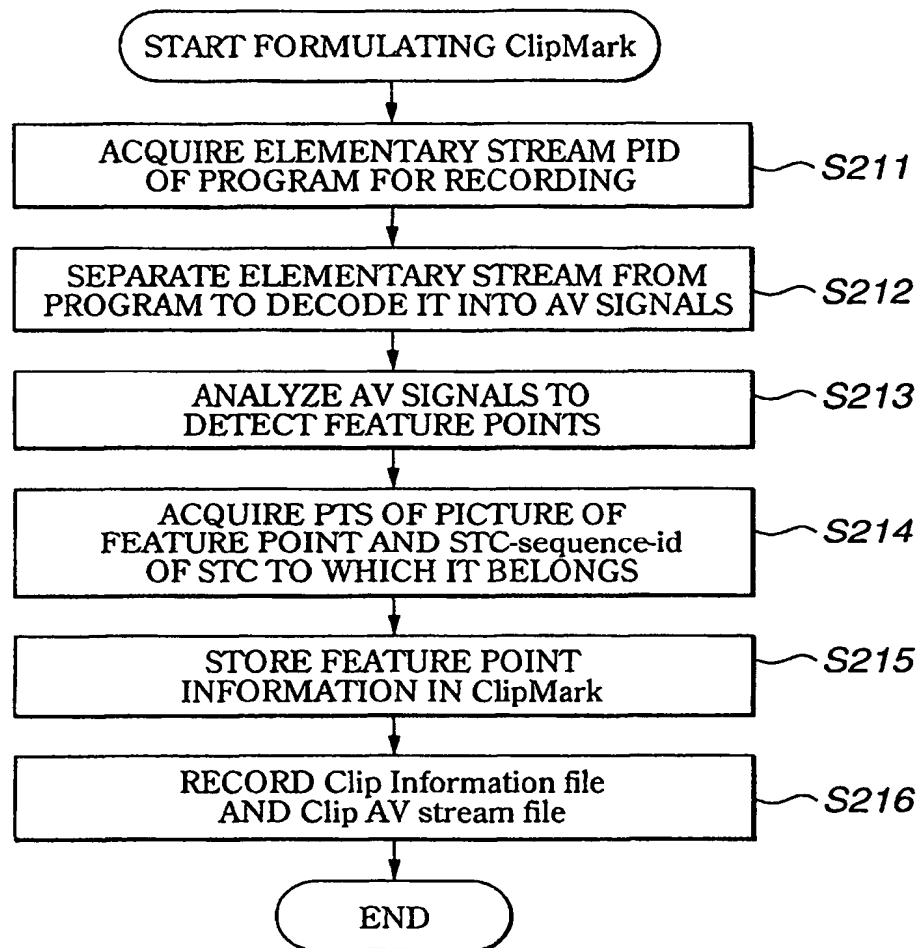 START FORMULATING ClipMark
ACQUIRE ELEMENTARY STREAM PID
OF PROGRAM FOR RECORDING
S211
SEPARATE ELEMENTARY STREAM FROM
PROGRAM TO DECODE IT INTO AV SIGNALS
S212
ANALYZE AV SIGNALS TO
DETECT FEATURE POINTS
S213
ACQUIRE PTS OF PICTURE OF
FEATURE POINT AND STC-sequence-id
OF STC TO WHICH IT BELONGS
S214
STORE FEATURE POINT
INFORMATION IN ClipMark
S215
RECORD Clip Information file
AND Clip AV stream file
S216
END